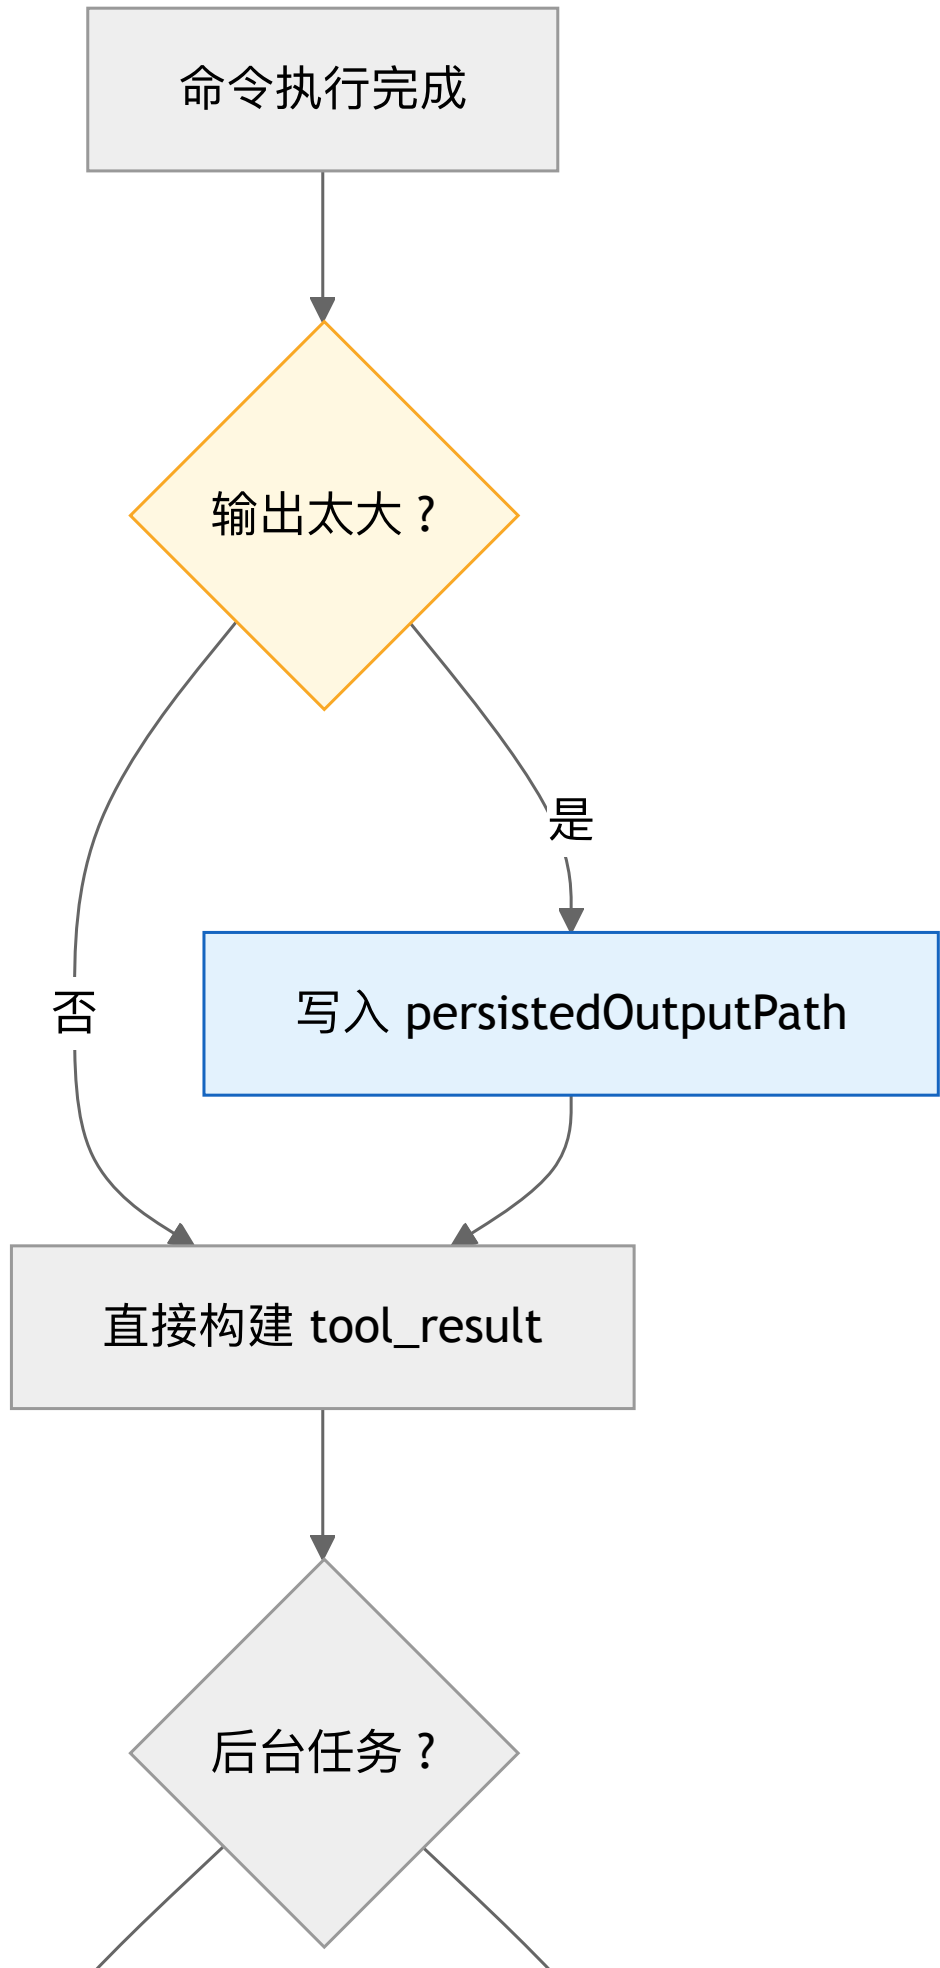 命令执行完成
输出太大？
是
否
写入 persistedOutputPath
直接构建 tool_result
后台任务？